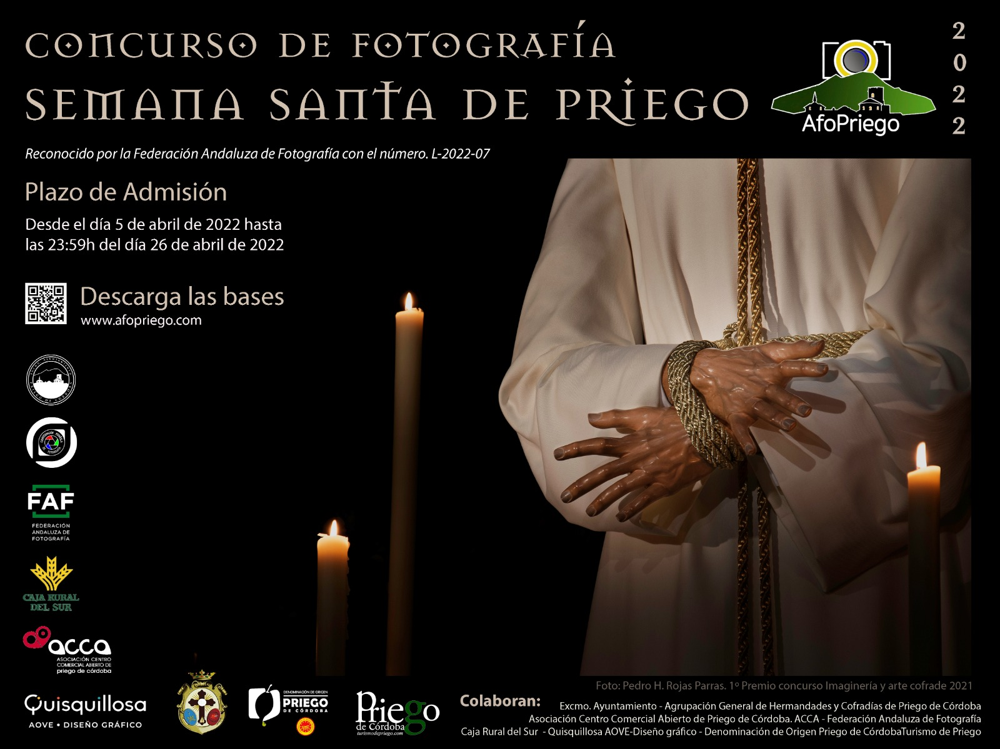 CONCURSO DE FOTOGRAFÍA
SEMANA SANTA DE PRIEGO
2022
AfoPriego
Reconocido por la Federación Andaluza de Fotografía con el número. L-2022-07
Plazo de Admisión
Desde el día 5 de abril de 2022 hasta
las 23:59h del día 26 de abril de 2022
Descarga las bases
www.afopriego.com
FAF
FEDERACIÓN
ANDALUZA DE
FOTOGRAFÍA
CAJA RURAL
DEL SUR
acca
ASOCIACIÓN CENTRO
COMERCIAL ABIERTO DE
priego de córdoba
Quisquillosa
AOVE • DISEÑO GRÁFICO
DENOMINACIÓN DE ORIGEN
PRIEGO
DE CÓRDOBA
Priego
de Córdoba
turismodepriego.com
Foto: Pedro H. Rojas Parras. 1º Premio concurso Imaginería y arte cofrade 2021
Colaboran:
Excmo. Ayuntamiento - Agrupación General de Hermandades y Cofradías de Priego de Córdoba
Asociación Centro Comercial Abierto de Priego de Córdoba. ACCA - Federación Andaluza de Fotografía
Caja Rural del Sur - Quisquillosa AOVE-Diseño gráfico - Denominación de Origen Priego de CórdobaTurismo de Priego